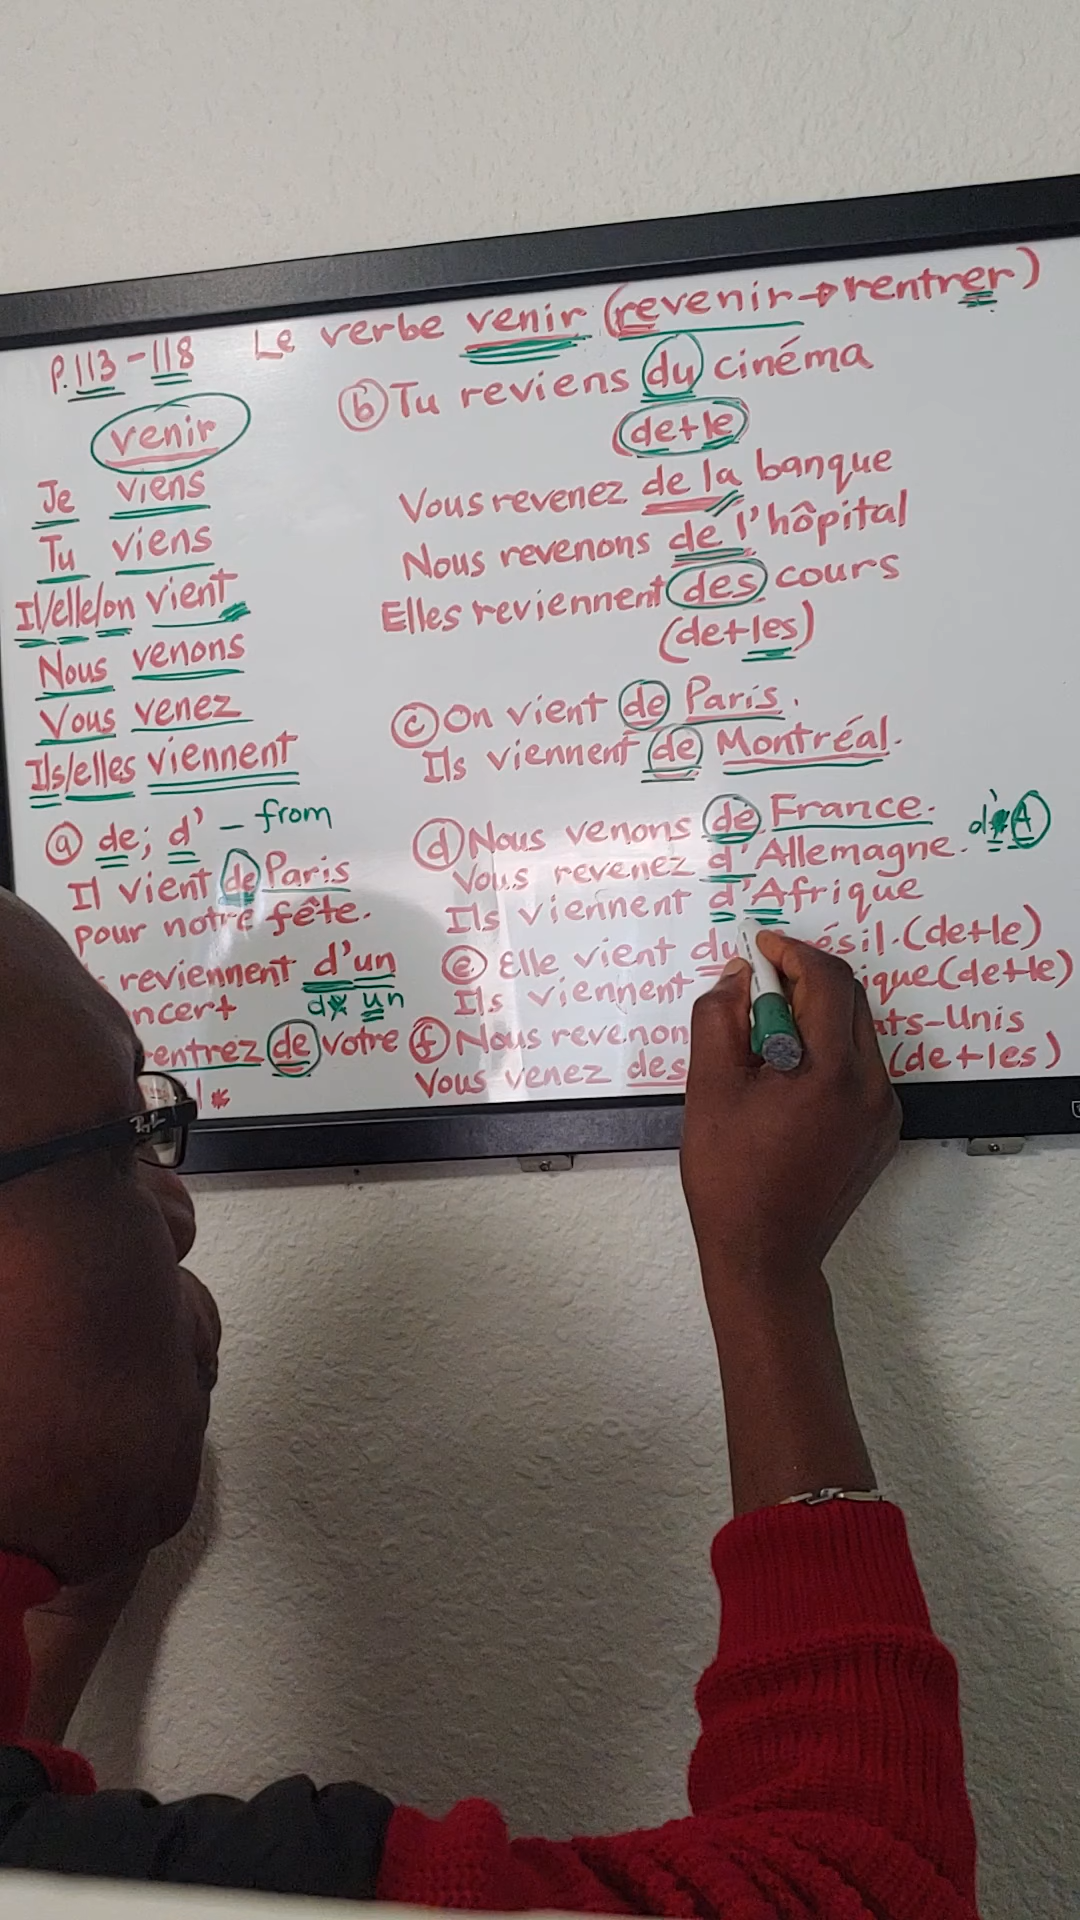 P.113-118 Le verbe venir (revenir→rentrer)
venir
Je viens
Tu viens
Il/elle/on vient
Nous venons
Vous venez
Ils/elles viennent
ⓐ de; d' - from
Il vient de Paris
pour notre fête.
reviennent d'un
de un
ncert
entrez de votre
ⓑ Tu reviens du cinéma
(de+le)
Vous revenez de la banque
Nous revenons de l'hôpital
Elles reviennent des cours
(de+les)
ⓒ On vient de Paris.
Ils viennent de Montréal.
ⓓ Nous venons de France.
Vous revenez d'Allemagne. d'A
Ils viennent d'Afrique
ⓔ Elle vient du ésil. (de+le)
Ils viennent ique (de+le)
ⓕ Nous revenon ats-Unis
Vous venez des (de+les)